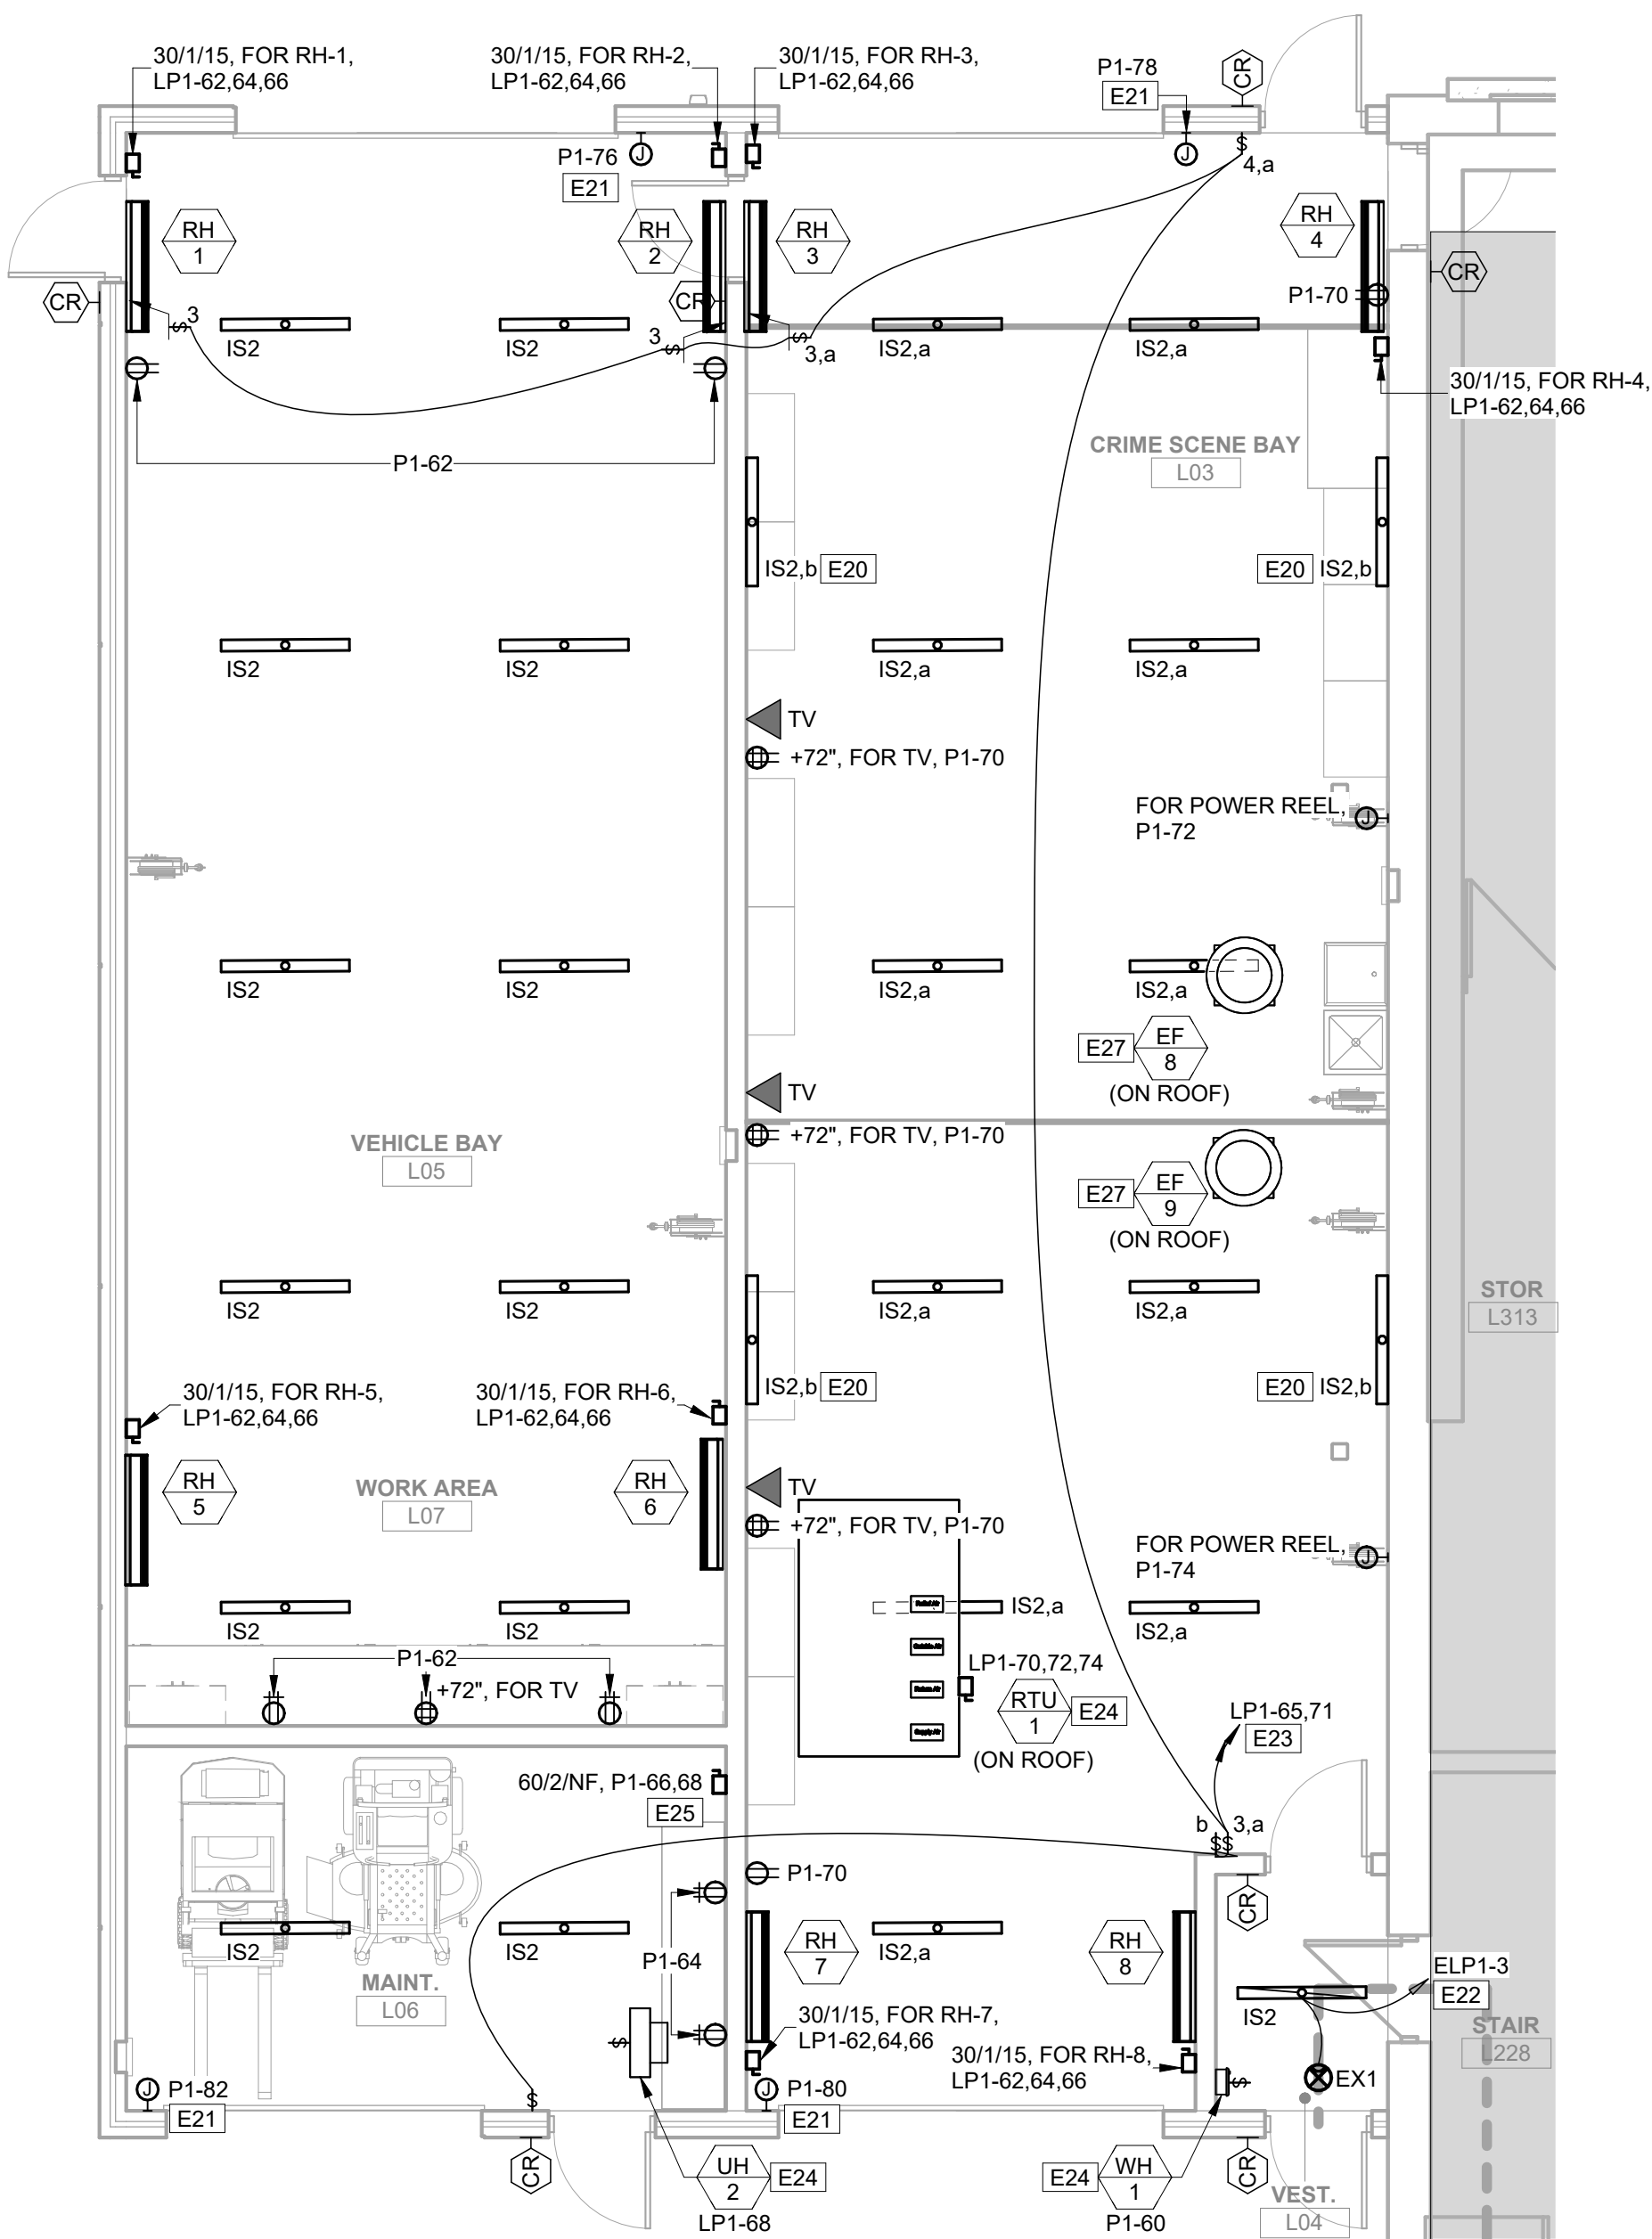 30/1/15, FOR RH-1,
LP1-62,64,66
30/1/15, FOR RH-2,
LP1-62,64,66
30/1/15, FOR RH-3,
LP1-62,64,66
P1-78
E21
CR
P1-76
J
E21
J
$
4,a
RH
1
RH
2
RH
3
RH
4
CR
$
3
CR
3
$
$
3,a
P1-70
CR
IS2
IS2
IS2,a
IS2,a
30/1/15, FOR RH-4,
LP1-62,64,66
P1-62
CRIME SCENE BAY
L03
IS2,b
E20
E20
IS2,b
IS2
IS2
IS2,a
IS2,a
TV
+72", FOR TV, P1-70
FOR POWER REEL,
P1-72
J
IS2
IS2
IS2,a
IS2,a
E27
EF
8
(ON ROOF)
TV
+72", FOR TV, P1-70
VEHICLE BAY
L05
E27
EF
9
(ON ROOF)
IS2
IS2
IS2,a
IS2,a
STOR
L313
30/1/15, FOR RH-5,
LP1-62,64,66
30/1/15, FOR RH-6,
LP1-62,64,66
IS2,b
E20
E20
IS2,b
RH
5
WORK AREA
L07
RH
6
TV
+72", FOR TV, P1-70
FOR POWER REEL,
P1-74
J
IS2
IS2
Relief Air
IS2,a
IS2,a
Outside Air
P1-62
+72", FOR TV
Return Air
LP1-70,72,74
RTU
1
E24
(ON ROOF)
Supply Air
LP1-65,71
E23
60/2/NF, P1-66,68
E25
b
3,a
$$
P1-70
CR
IS2
IS2
P1-64
RH
7
IS2,a
RH
8
MAINT.
L06
$
30/1/15, FOR RH-7,
LP1-62,64,66
30/1/15, FOR RH-8,
LP1-62,64,66
IS2
ELP1-3
E22
STAIR
L228
EX1
$
J
P1-82
E21
$
J
P1-80
E21
CR
UH
2
E24
LP1-68
E24
WH
1
P1-60
CR
VEST.
L04